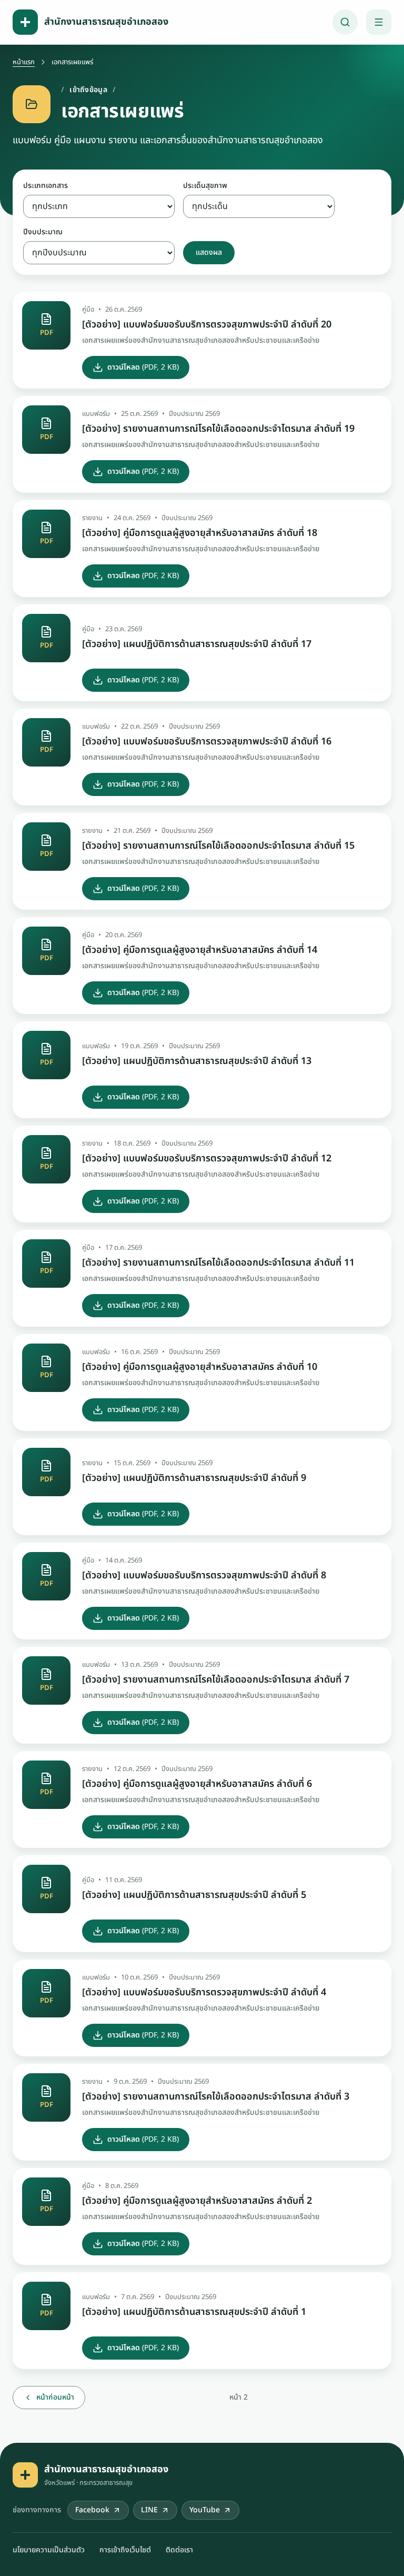 สำนักงานสาธารณสุขอำเภอสอง
หน้าแรก > เอกสารเผยแพร่
/ เข้าถึงข้อมูล /
เอกสารเผยแพร่
แบบฟอร์ม คู่มือ แผนงาน รายงาน และเอกสารอื่นของสำนักงานสาธารณสุขอำเภอสอง
ประเภทเอกสาร
ทุกประเภท
ประเด็นสุขภาพ
ทุกประเด็น
ปีงบประมาณ
ทุกปีงบประมาณ
แสดงผล
PDF
คู่มือ • 26 ต.ค. 2569
[ตัวอย่าง] แบบฟอร์มขอรับบริการตรวจสุขภาพประจำปี ลำดับที่ 20
เอกสารเผยแพร่ของสำนักงานสาธารณสุขอำเภอสองสำหรับประชาชนและเครือข่าย
ดาวน์โหลด (PDF, 2 KB)
PDF
แบบฟอร์ม • 25 ต.ค. 2569 • ปีงบประมาณ 2569
[ตัวอย่าง] รายงานสถานการณ์โรคไข้เลือดออกประจำไตรมาส ลำดับที่ 19
เอกสารเผยแพร่ของสำนักงานสาธารณสุขอำเภอสองสำหรับประชาชนและเครือข่าย
ดาวน์โหลด (PDF, 2 KB)
PDF
รายงาน • 24 ต.ค. 2569 • ปีงบประมาณ 2569
[ตัวอย่าง] คู่มือการดูแลผู้สูงอายุสำหรับอาสาสมัคร ลำดับที่ 18
เอกสารเผยแพร่ของสำนักงานสาธารณสุขอำเภอสองสำหรับประชาชนและเครือข่าย
ดาวน์โหลด (PDF, 2 KB)
PDF
คู่มือ • 23 ต.ค. 2569
[ตัวอย่าง] แผนปฏิบัติการด้านสาธารณสุขประจำปี ลำดับที่ 17
ดาวน์โหลด (PDF, 2 KB)
PDF
แบบฟอร์ม • 22 ต.ค. 2569 • ปีงบประมาณ 2569
[ตัวอย่าง] แบบฟอร์มขอรับบริการตรวจสุขภาพประจำปี ลำดับที่ 16
เอกสารเผยแพร่ของสำนักงานสาธารณสุขอำเภอสองสำหรับประชาชนและเครือข่าย
ดาวน์โหลด (PDF, 2 KB)
PDF
รายงาน • 21 ต.ค. 2569 • ปีงบประมาณ 2569
[ตัวอย่าง] รายงานสถานการณ์โรคไข้เลือดออกประจำไตรมาส ลำดับที่ 15
เอกสารเผยแพร่ของสำนักงานสาธารณสุขอำเภอสองสำหรับประชาชนและเครือข่าย
ดาวน์โหลด (PDF, 2 KB)
PDF
คู่มือ • 20 ต.ค. 2569
[ตัวอย่าง] คู่มือการดูแลผู้สูงอายุสำหรับอาสาสมัคร ลำดับที่ 14
เอกสารเผยแพร่ของสำนักงานสาธารณสุขอำเภอสองสำหรับประชาชนและเครือข่าย
ดาวน์โหลด (PDF, 2 KB)
PDF
แบบฟอร์ม • 19 ต.ค. 2569 • ปีงบประมาณ 2569
[ตัวอย่าง] แผนปฏิบัติการด้านสาธารณสุขประจำปี ลำดับที่ 13
ดาวน์โหลด (PDF, 2 KB)
PDF
รายงาน • 18 ต.ค. 2569 • ปีงบประมาณ 2569
[ตัวอย่าง] แบบฟอร์มขอรับบริการตรวจสุขภาพประจำปี ลำดับที่ 12
เอกสารเผยแพร่ของสำนักงานสาธารณสุขอำเภอสองสำหรับประชาชนและเครือข่าย
ดาวน์โหลด (PDF, 2 KB)
PDF
คู่มือ • 17 ต.ค. 2569
[ตัวอย่าง] รายงานสถานการณ์โรคไข้เลือดออกประจำไตรมาส ลำดับที่ 11
เอกสารเผยแพร่ของสำนักงานสาธารณสุขอำเภอสองสำหรับประชาชนและเครือข่าย
ดาวน์โหลด (PDF, 2 KB)
PDF
แบบฟอร์ม • 16 ต.ค. 2569 • ปีงบประมาณ 2569
[ตัวอย่าง] คู่มือการดูแลผู้สูงอายุสำหรับอาสาสมัคร ลำดับที่ 10
เอกสารเผยแพร่ของสำนักงานสาธารณสุขอำเภอสองสำหรับประชาชนและเครือข่าย
ดาวน์โหลด (PDF, 2 KB)
PDF
รายงาน • 15 ต.ค. 2569 • ปีงบประมาณ 2569
[ตัวอย่าง] แผนปฏิบัติการด้านสาธารณสุขประจำปี ลำดับที่ 9
ดาวน์โหลด (PDF, 2 KB)
PDF
คู่มือ • 14 ต.ค. 2569
[ตัวอย่าง] แบบฟอร์มขอรับบริการตรวจสุขภาพประจำปี ลำดับที่ 8
เอกสารเผยแพร่ของสำนักงานสาธารณสุขอำเภอสองสำหรับประชาชนและเครือข่าย
ดาวน์โหลด (PDF, 2 KB)
PDF
แบบฟอร์ม • 13 ต.ค. 2569 • ปีงบประมาณ 2569
[ตัวอย่าง] รายงานสถานการณ์โรคไข้เลือดออกประจำไตรมาส ลำดับที่ 7
เอกสารเผยแพร่ของสำนักงานสาธารณสุขอำเภอสองสำหรับประชาชนและเครือข่าย
ดาวน์โหลด (PDF, 2 KB)
PDF
รายงาน • 12 ต.ค. 2569 • ปีงบประมาณ 2569
[ตัวอย่าง] คู่มือการดูแลผู้สูงอายุสำหรับอาสาสมัคร ลำดับที่ 6
เอกสารเผยแพร่ของสำนักงานสาธารณสุขอำเภอสองสำหรับประชาชนและเครือข่าย
ดาวน์โหลด (PDF, 2 KB)
PDF
คู่มือ • 11 ต.ค. 2569
[ตัวอย่าง] แผนปฏิบัติการด้านสาธารณสุขประจำปี ลำดับที่ 5
ดาวน์โหลด (PDF, 2 KB)
PDF
แบบฟอร์ม • 10 ต.ค. 2569 • ปีงบประมาณ 2569
[ตัวอย่าง] แบบฟอร์มขอรับบริการตรวจสุขภาพประจำปี ลำดับที่ 4
เอกสารเผยแพร่ของสำนักงานสาธารณสุขอำเภอสองสำหรับประชาชนและเครือข่าย
ดาวน์โหลด (PDF, 2 KB)
PDF
รายงาน • 9 ต.ค. 2569 • ปีงบประมาณ 2569
[ตัวอย่าง] รายงานสถานการณ์โรคไข้เลือดออกประจำไตรมาส ลำดับที่ 3
เอกสารเผยแพร่ของสำนักงานสาธารณสุขอำเภอสองสำหรับประชาชนและเครือข่าย
ดาวน์โหลด (PDF, 2 KB)
PDF
คู่มือ • 8 ต.ค. 2569
[ตัวอย่าง] คู่มือการดูแลผู้สูงอายุสำหรับอาสาสมัคร ลำดับที่ 2
เอกสารเผยแพร่ของสำนักงานสาธารณสุขอำเภอสองสำหรับประชาชนและเครือข่าย
ดาวน์โหลด (PDF, 2 KB)
PDF
แบบฟอร์ม • 7 ต.ค. 2569 • ปีงบประมาณ 2569
[ตัวอย่าง] แผนปฏิบัติการด้านสาธารณสุขประจำปี ลำดับที่ 1
ดาวน์โหลด (PDF, 2 KB)
หน้าก่อนหน้า
หน้า 2
สำนักงานสาธารณสุขอำเภอสอง
จังหวัดแพร่ · กระทรวงสาธารณสุข
ช่องทางทางการ
Facebook
LINE
YouTube
นโยบายความเป็นส่วนตัว
การเข้าถึงเว็บไซต์
ติดต่อเรา